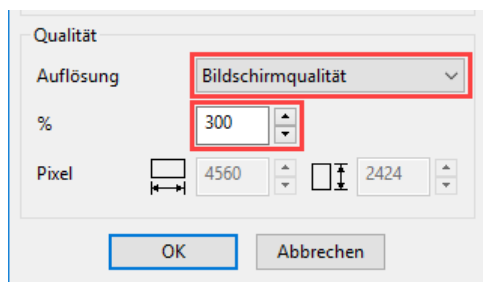 Qualität
Auflösung Bildschirmqualität
% 300
Pixel 4560 2424
OK Abbrechen